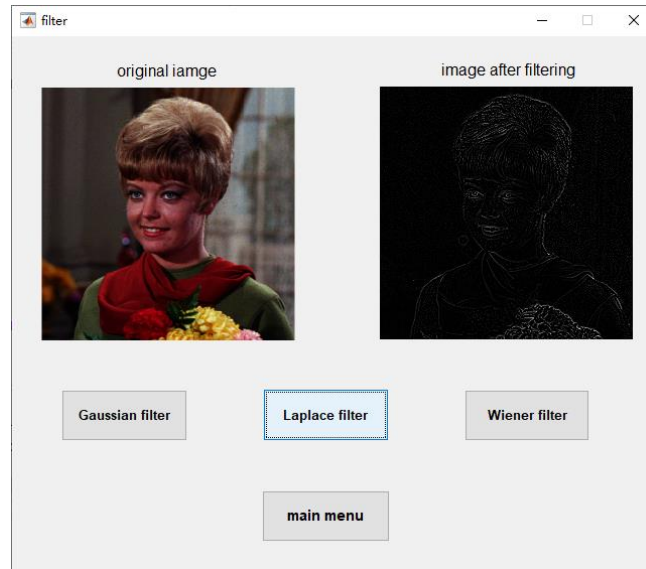 filter
original iamge
image after filtering
Gaussian filter
Laplace filter
Wiener filter
main menu